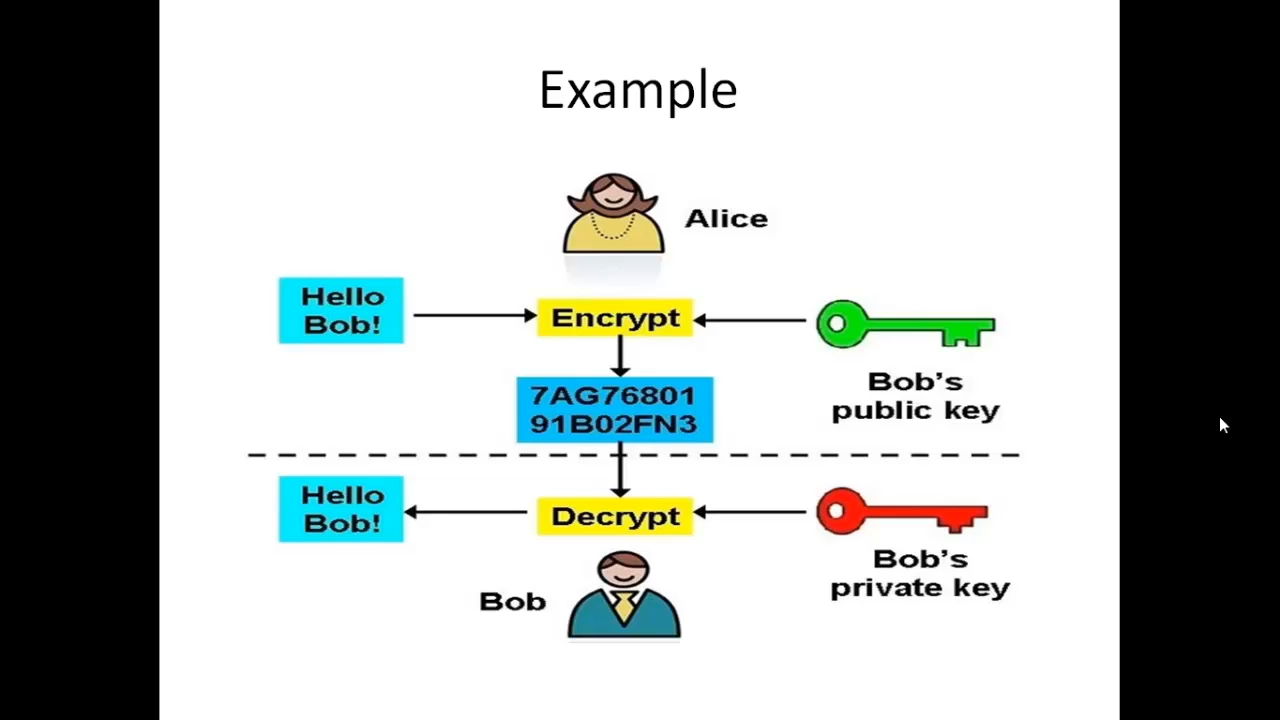 Example
Alice
Hello
Bob!
Encrypt
Bob's
public key
7AG76801
91B02FN3
Hello
Bob!
Decrypt
Bob's
private key
Bob